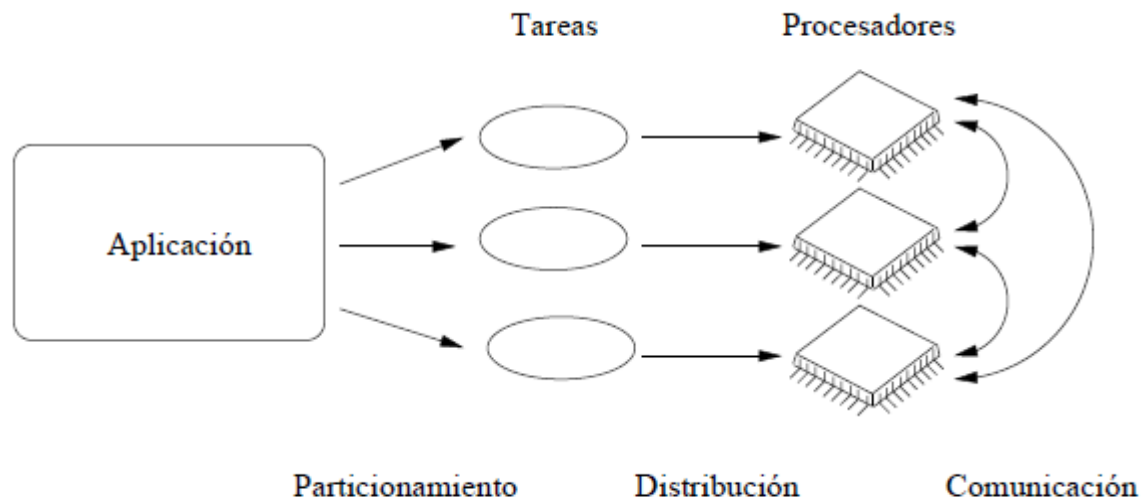 Tareas
Procesadores
Aplicación
Particionamiento
Distribución
Comunicación